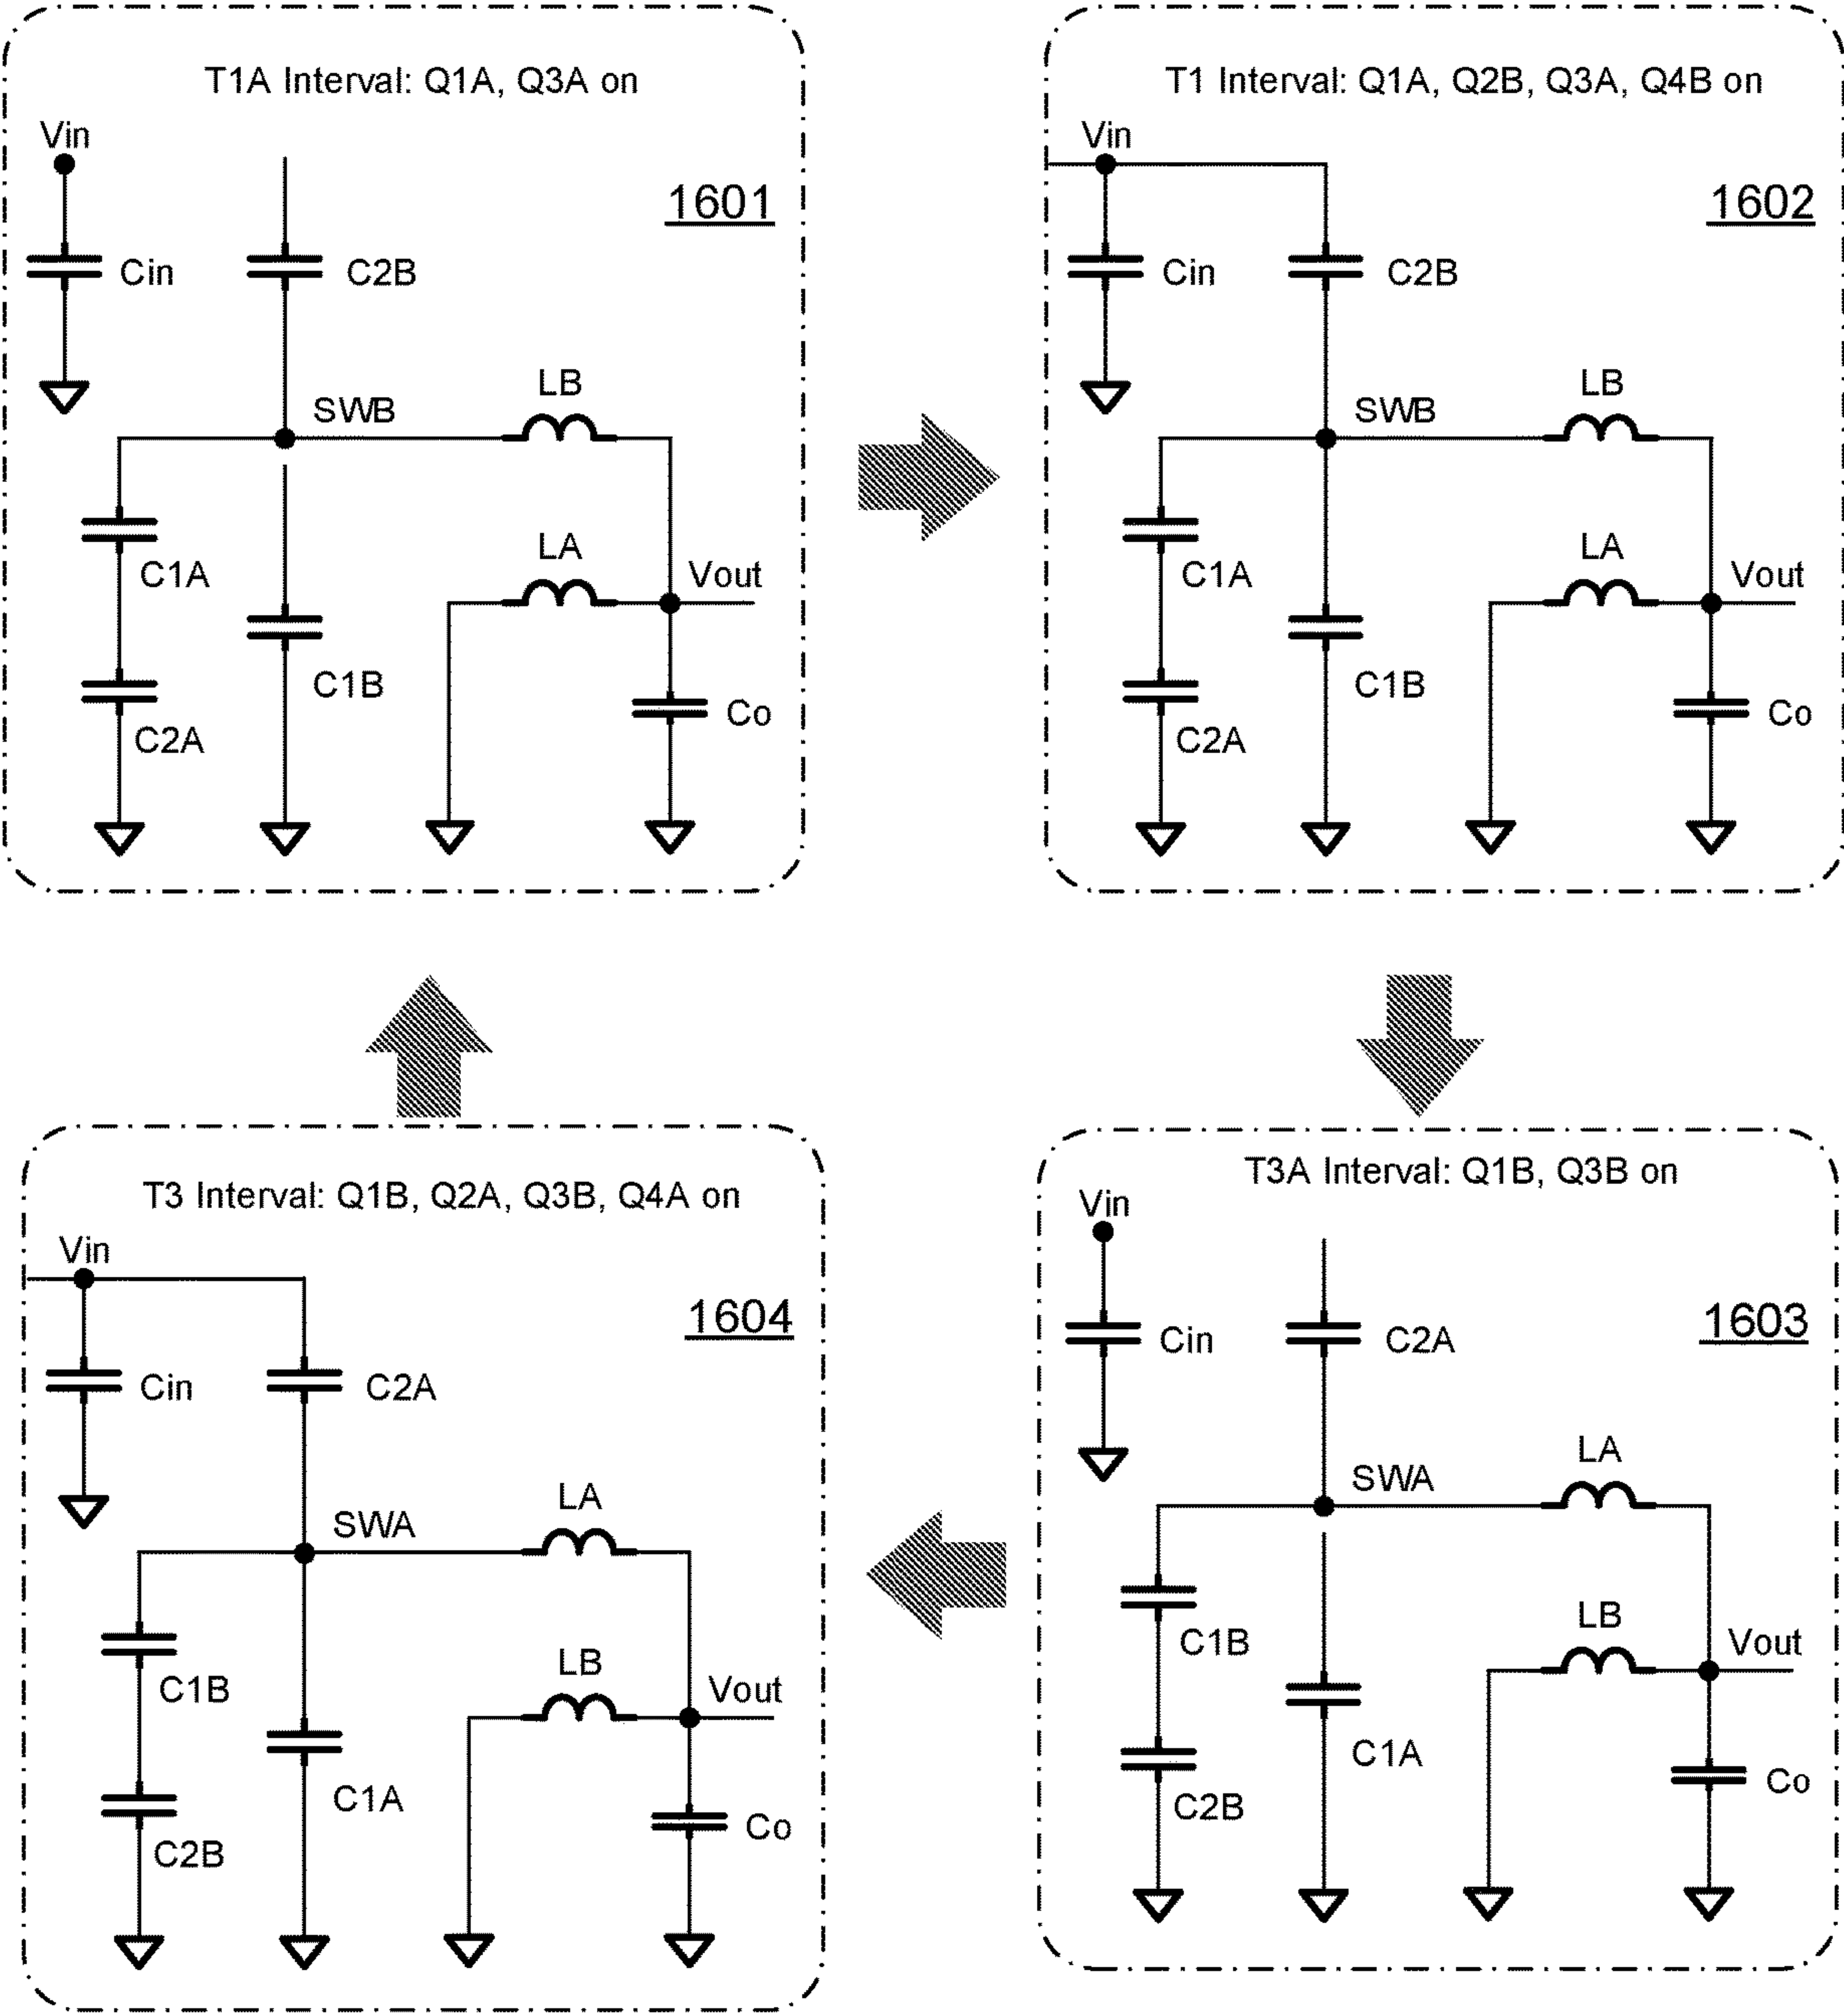 T1A Interval: Q1A, Q3A on
Vin
1601
Cin
C2B
LB
SWB
LA
C1A
Vout
C1B
C2A
Co
T1 Interval: Q1A, Q2B, Q3A, Q4B on
Vin
1602
Cin
C2B
LB
SWB
LA
C1A
Vout
C1B
C2A
Co
T3 Interval: Q1B, Q2A, Q3B, Q4A on
Vin
1604
Cin
C2A
LA
SWA
LB
C1B
Vout
C1A
C2B
Co
T3A Interval: Q1B, Q3B on
Vin
1603
Cin
C2A
LA
SWA
LB
C1B
Vout
C1A
C2B
Co